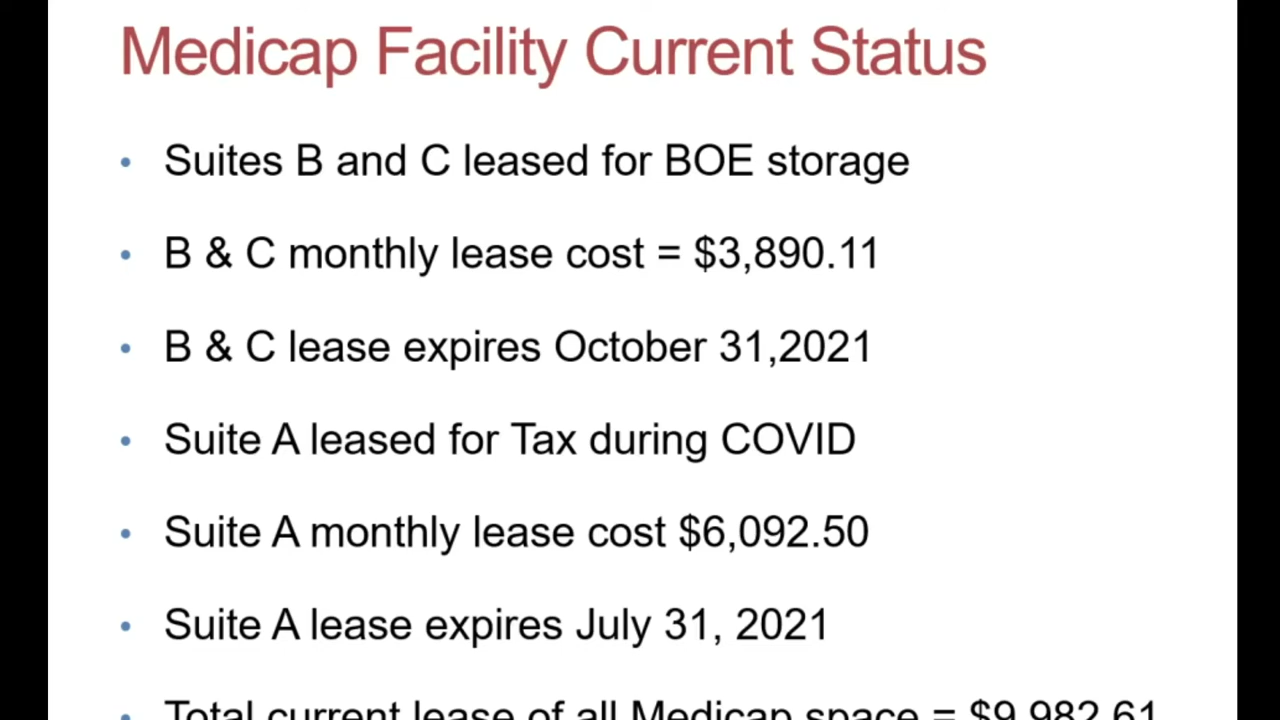 Medicap Facility Current Status
• Suites B and C leased for BOE storage
• B & C monthly lease cost = $3,890.11
• B & C lease expires October 31,2021
• Suite A leased for Tax during COVID
• Suite A monthly lease cost $6,092.50
• Suite A lease expires July 31, 2021
• Total current lease of all Medicap space = $9,982.61